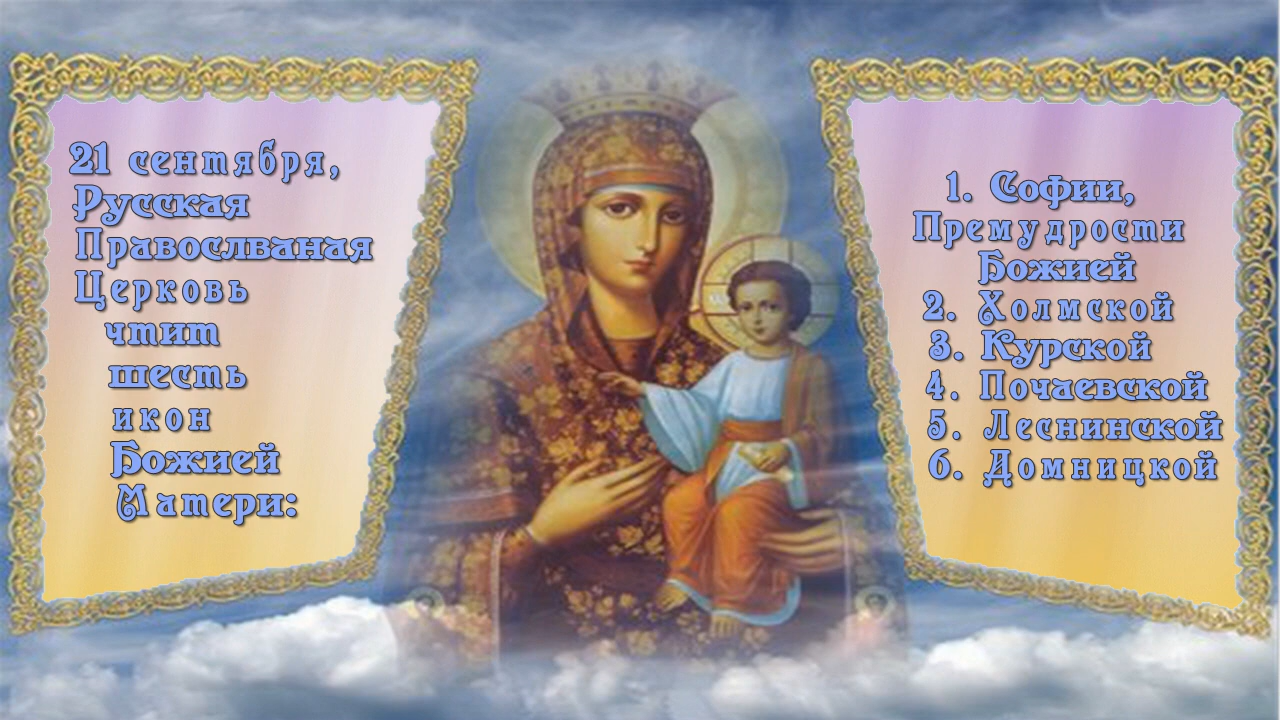 21 сентября,
Русская
Правослваная
Церковь
чтит
шесть
икон
Божией
Матери:
1. Софии,
Премудрости
Божией
2. Холмской
3. Курской
4. Почаевской
5. Леснинской
6. Домницкой